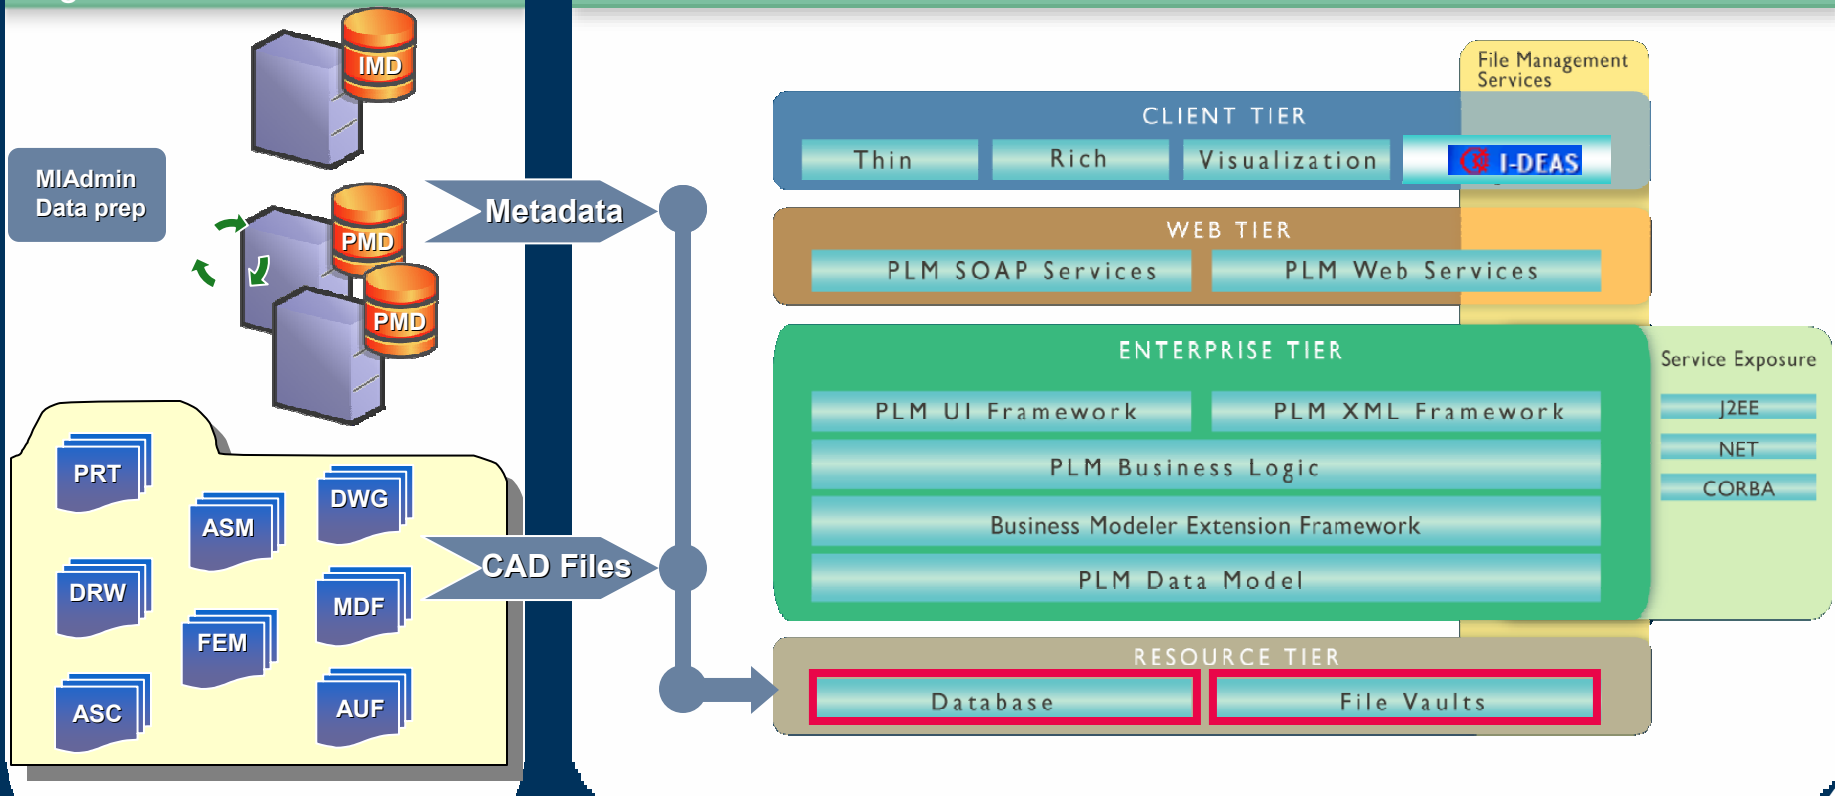 IMD
MIAdmin
Data prep
PMD
PMD
Metadata
PRT
ASM
DWG
DRW
FEM
MDF
ASC
AUF
CAD Files
File Management
Services
CLIENT TIER
Thin
Rich
Visualization
I-DEAS
WEB TIER
PLM SOAP Services
PLM Web Services
ENTERPRISE TIER
PLM UI Framework
PLM XML Framework
PLM Business Logic
Business Modeler Extension Framework
PLM Data Model
Service Exposure
J2EE
NET
CORBA
RESOURCE TIER
Database
File Vaults